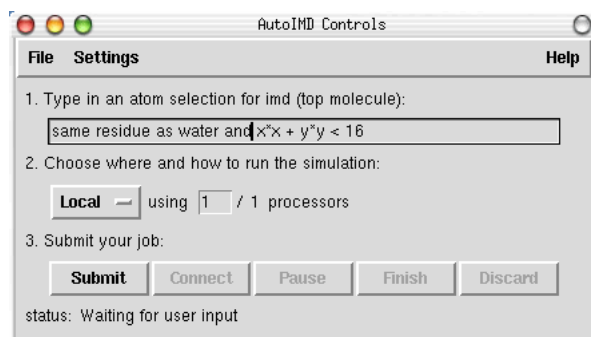 AutoIMD Controls
File Settings Help
1. Type in an atom selection for imd (top molecule):
same residue as water and x*x + y*y < 16
2. Choose where and how to run the simulation:
Local using 1 / 1 processors
3. Submit your job:
Submit Connect Pause Finish Discard
status: Waiting for user input